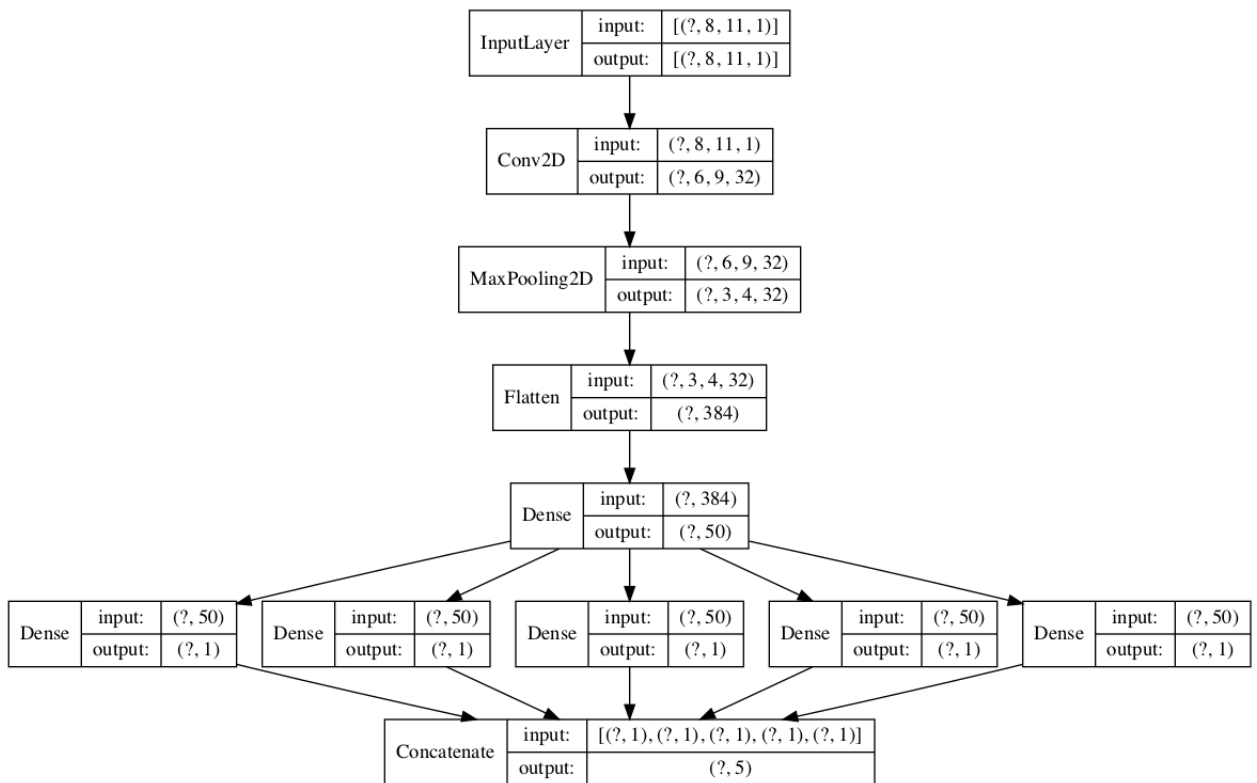 InputLayer
input: [(?, 8, 11, 1)]
output: [(?, 8, 11, 1)]
Conv2D
input: (?, 8, 11, 1)
output: (?, 6, 9, 32)
MaxPooling2D
input: (?, 6, 9, 32)
output: (?, 3, 4, 32)
Flatten
input: (?, 3, 4, 32)
output: (?, 384)
Dense
input: (?, 384)
output: (?, 50)
Dense
input: (?, 50)
output: (?, 1)
Dense
input: (?, 50)
output: (?, 1)
Dense
input: (?, 50)
output: (?, 1)
Dense
input: (?, 50)
output: (?, 1)
Dense
input: (?, 50)
output: (?, 1)
Concatenate
input: [(?, 1), (?, 1), (?, 1), (?, 1), (?, 1)]
output: (?, 5)